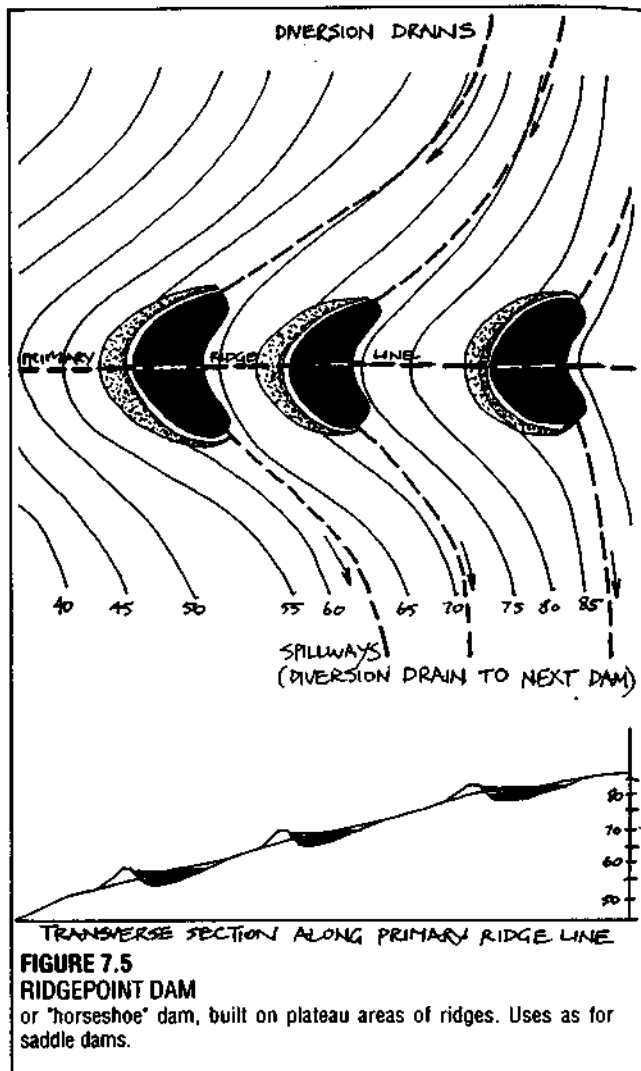 DIVERSION DRAINS
PRIMARY RIDGE LINE
40 45 50 55 60 65 70 75 80 85
SPILLWAYS
(DIVERSION DRAIN TO NEXT DAM)
80
70
60
50
TRANSVERSE SECTION ALONG PRIMARY RIDGE LINE
FIGURE 7.5
RIDGEPOINT DAM
or "horseshoe" dam, built on plateau areas of ridges. Uses as for
saddle dams.